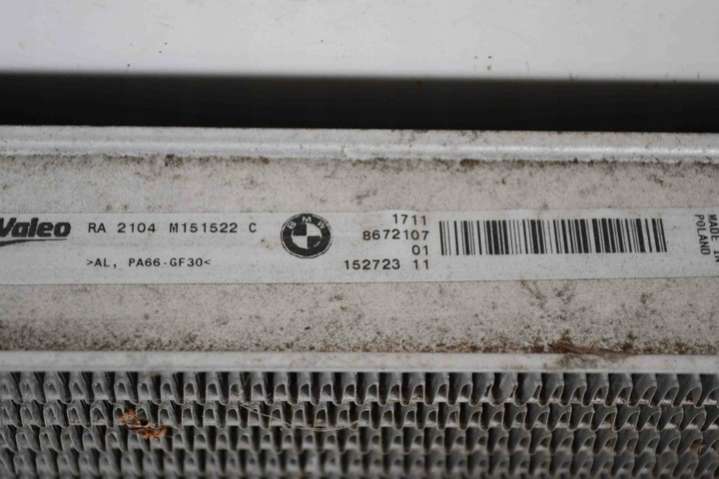 Valeo RA 2104 M151522 C
>AL, PA66-GF30<
BMW
1711
8672107
01
152723 11
MADE IN
POLAND